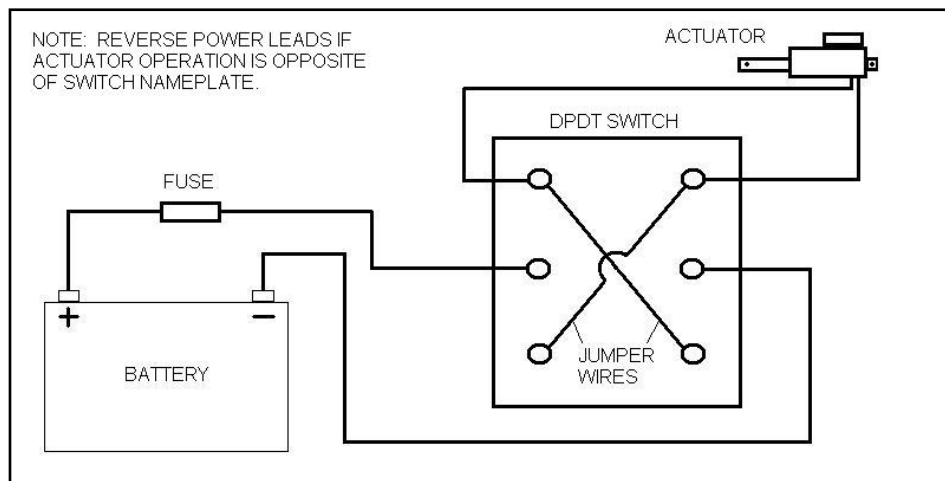 NOTE: REVERSE POWER LEADS IF
ACTUATOR OPERATION IS OPPOSITE
OF SWITCH NAMEPLATE.
ACTUATOR
DPDT SWITCH
FUSE
+
−
BATTERY
JUMPER
WIRES